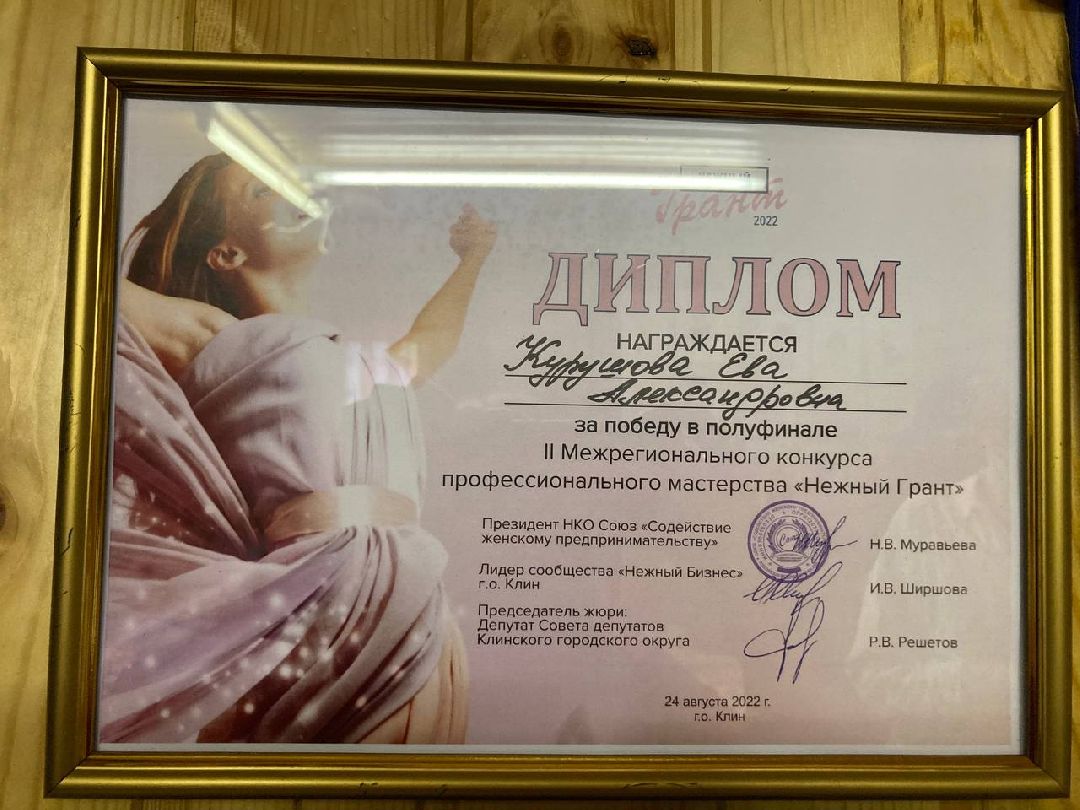 Грант
2022
ДИПЛОМ
НАГРАЖДАЕТСЯ
Курушова Ева
Александровна
за победу в полуфинале
II Межрегионального конкурса
профессионального мастерства «Нежный Грант»
Президент НКО Союз «Содействие
женскому предпринимательству»
Н.В. Муравьева
Лидер сообщества «Нежный Бизнес»
г.о. Клин
И.В. Ширшова
Председатель жюри:
Депутат Совета депутатов
Клинского городского округа
Р.В. Решетов
24 августа 2022 г.
г.о. Клин